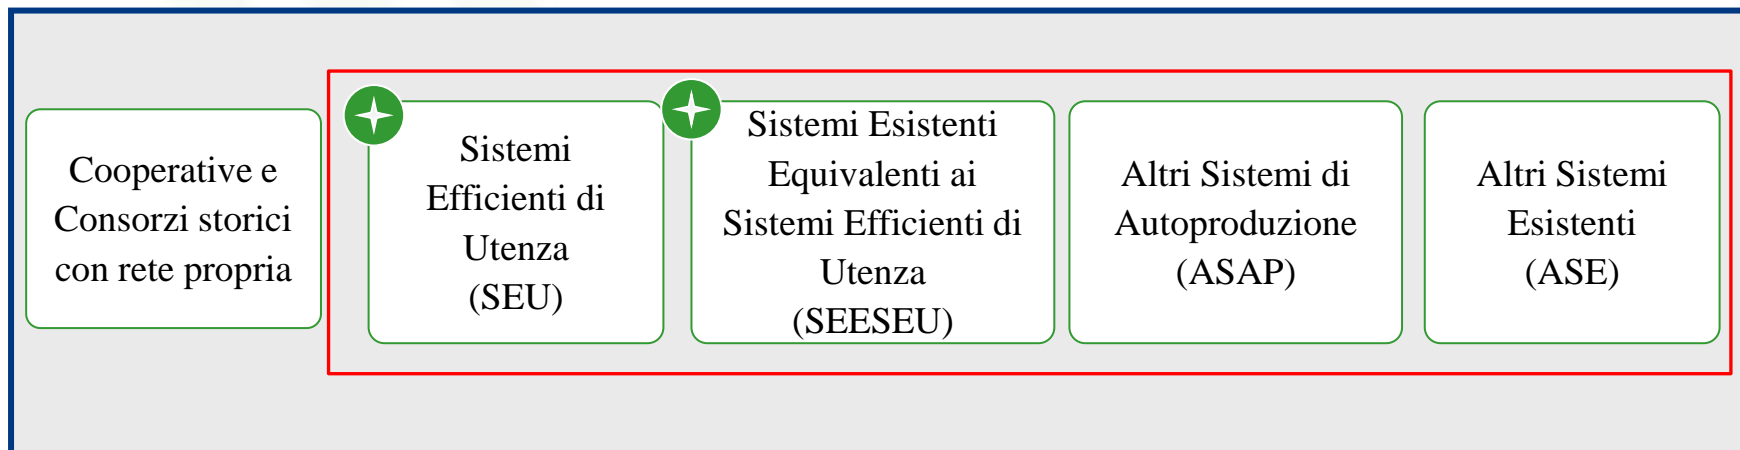 Cooperative e
Consorzi storici
con rete propria
Sistemi
Efficienti di
Utenza
(SEU)
Sistemi Esistenti
Equivalenti ai
Sistemi Efficienti di
Utenza
(SEESEU)
Altri Sistemi di
Autoproduzione
(ASAP)
Altri Sistemi
Esistenti
(ASE)